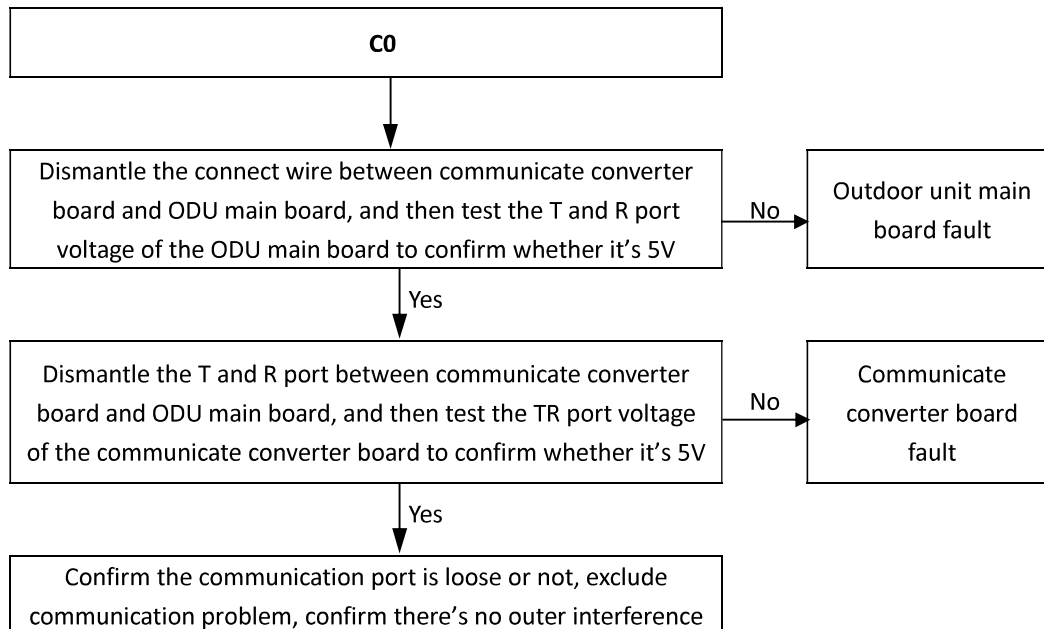 C0
Dismantle the connect wire between communicate converter
board and ODU main board, and then test the T and R port
voltage of the ODU main board to confirm whether it's 5V
No
Outdoor unit main
board fault
Yes
Dismantle the T and R port between communicate converter
board and ODU main board, and then test the TR port voltage
of the communicate converter board to confirm whether it's 5V
No
Communicate
converter board
fault
Yes
Confirm the communication port is loose or not, exclude
communication problem, confirm there's no outer interference